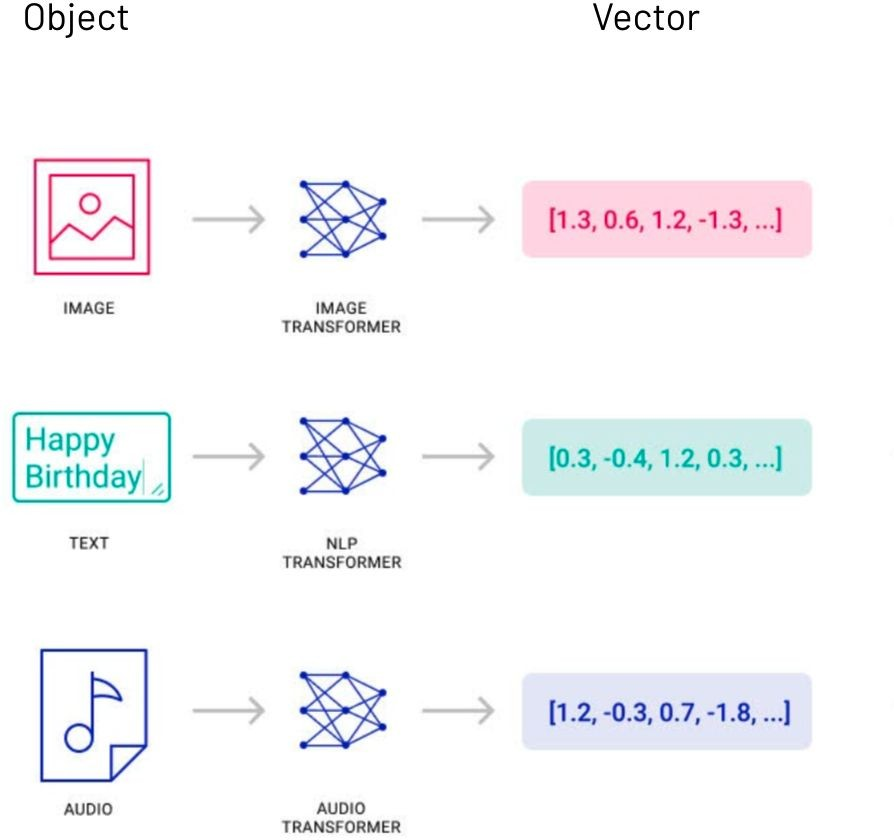 Object
Vector
[1.3, 0.6, 1.2, -1.3, ...]
IMAGE
IMAGE
TRANSFORMER
Happy
Birthday
[0.3, -0.4, 1.2, 0.3, ...]
TEXT
NLP
TRANSFORMER
[1.2, -0.3, 0.7, -1.8, ...]
AUDIO
AUDIO
TRANSFORMER